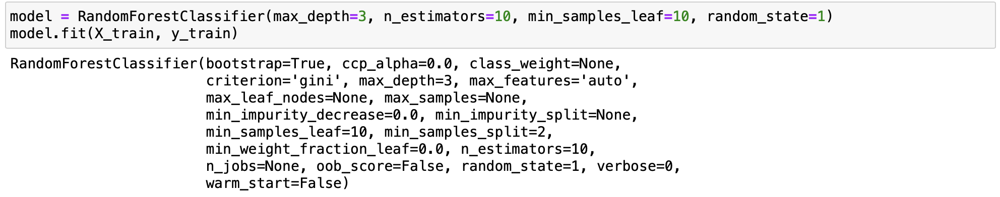 model = RandomForestClassifier(max_depth=3, n_estimators=10, min_samples_leaf=10, random_state=1)
model.fit(X_train, y_train)
RandomForestClassifier(bootstrap=True, ccp_alpha=0.0, class_weight=None,
criterion='gini', max_depth=3, max_features='auto',
max_leaf_nodes=None, max_samples=None,
min_impurity_decrease=0.0, min_impurity_split=None,
min_samples_leaf=10, min_samples_split=2,
min_weight_fraction_leaf=0.0, n_estimators=10,
n_jobs=None, oob_score=False, random_state=1, verbose=0,
warm_start=False)